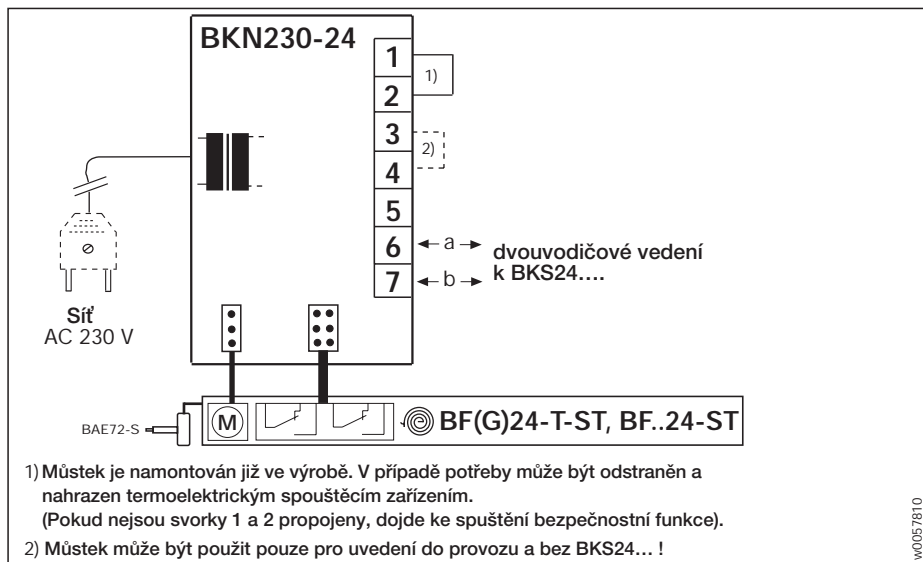 BKN230-24
1
2
3
4
5
6
7
1)
2)
a
b
dvouvodičové vedení
k BKS24....
Síť
AC 230 V
BAE72-S
M
BF(G)24-T-ST, BF..24-ST
1) Můstek je namontován již ve výrobě. V případě potřeby může být odstraněn a
nahrazen termoelektrickým spouštěcím zařízením.
(Pokud nejsou svorky 1 a 2 propojeny, dojde ke spuštění bezpečnostní funkce).
2) Můstek může být použit pouze pro uvedení do provozu a bez BKS24... !
w0057810